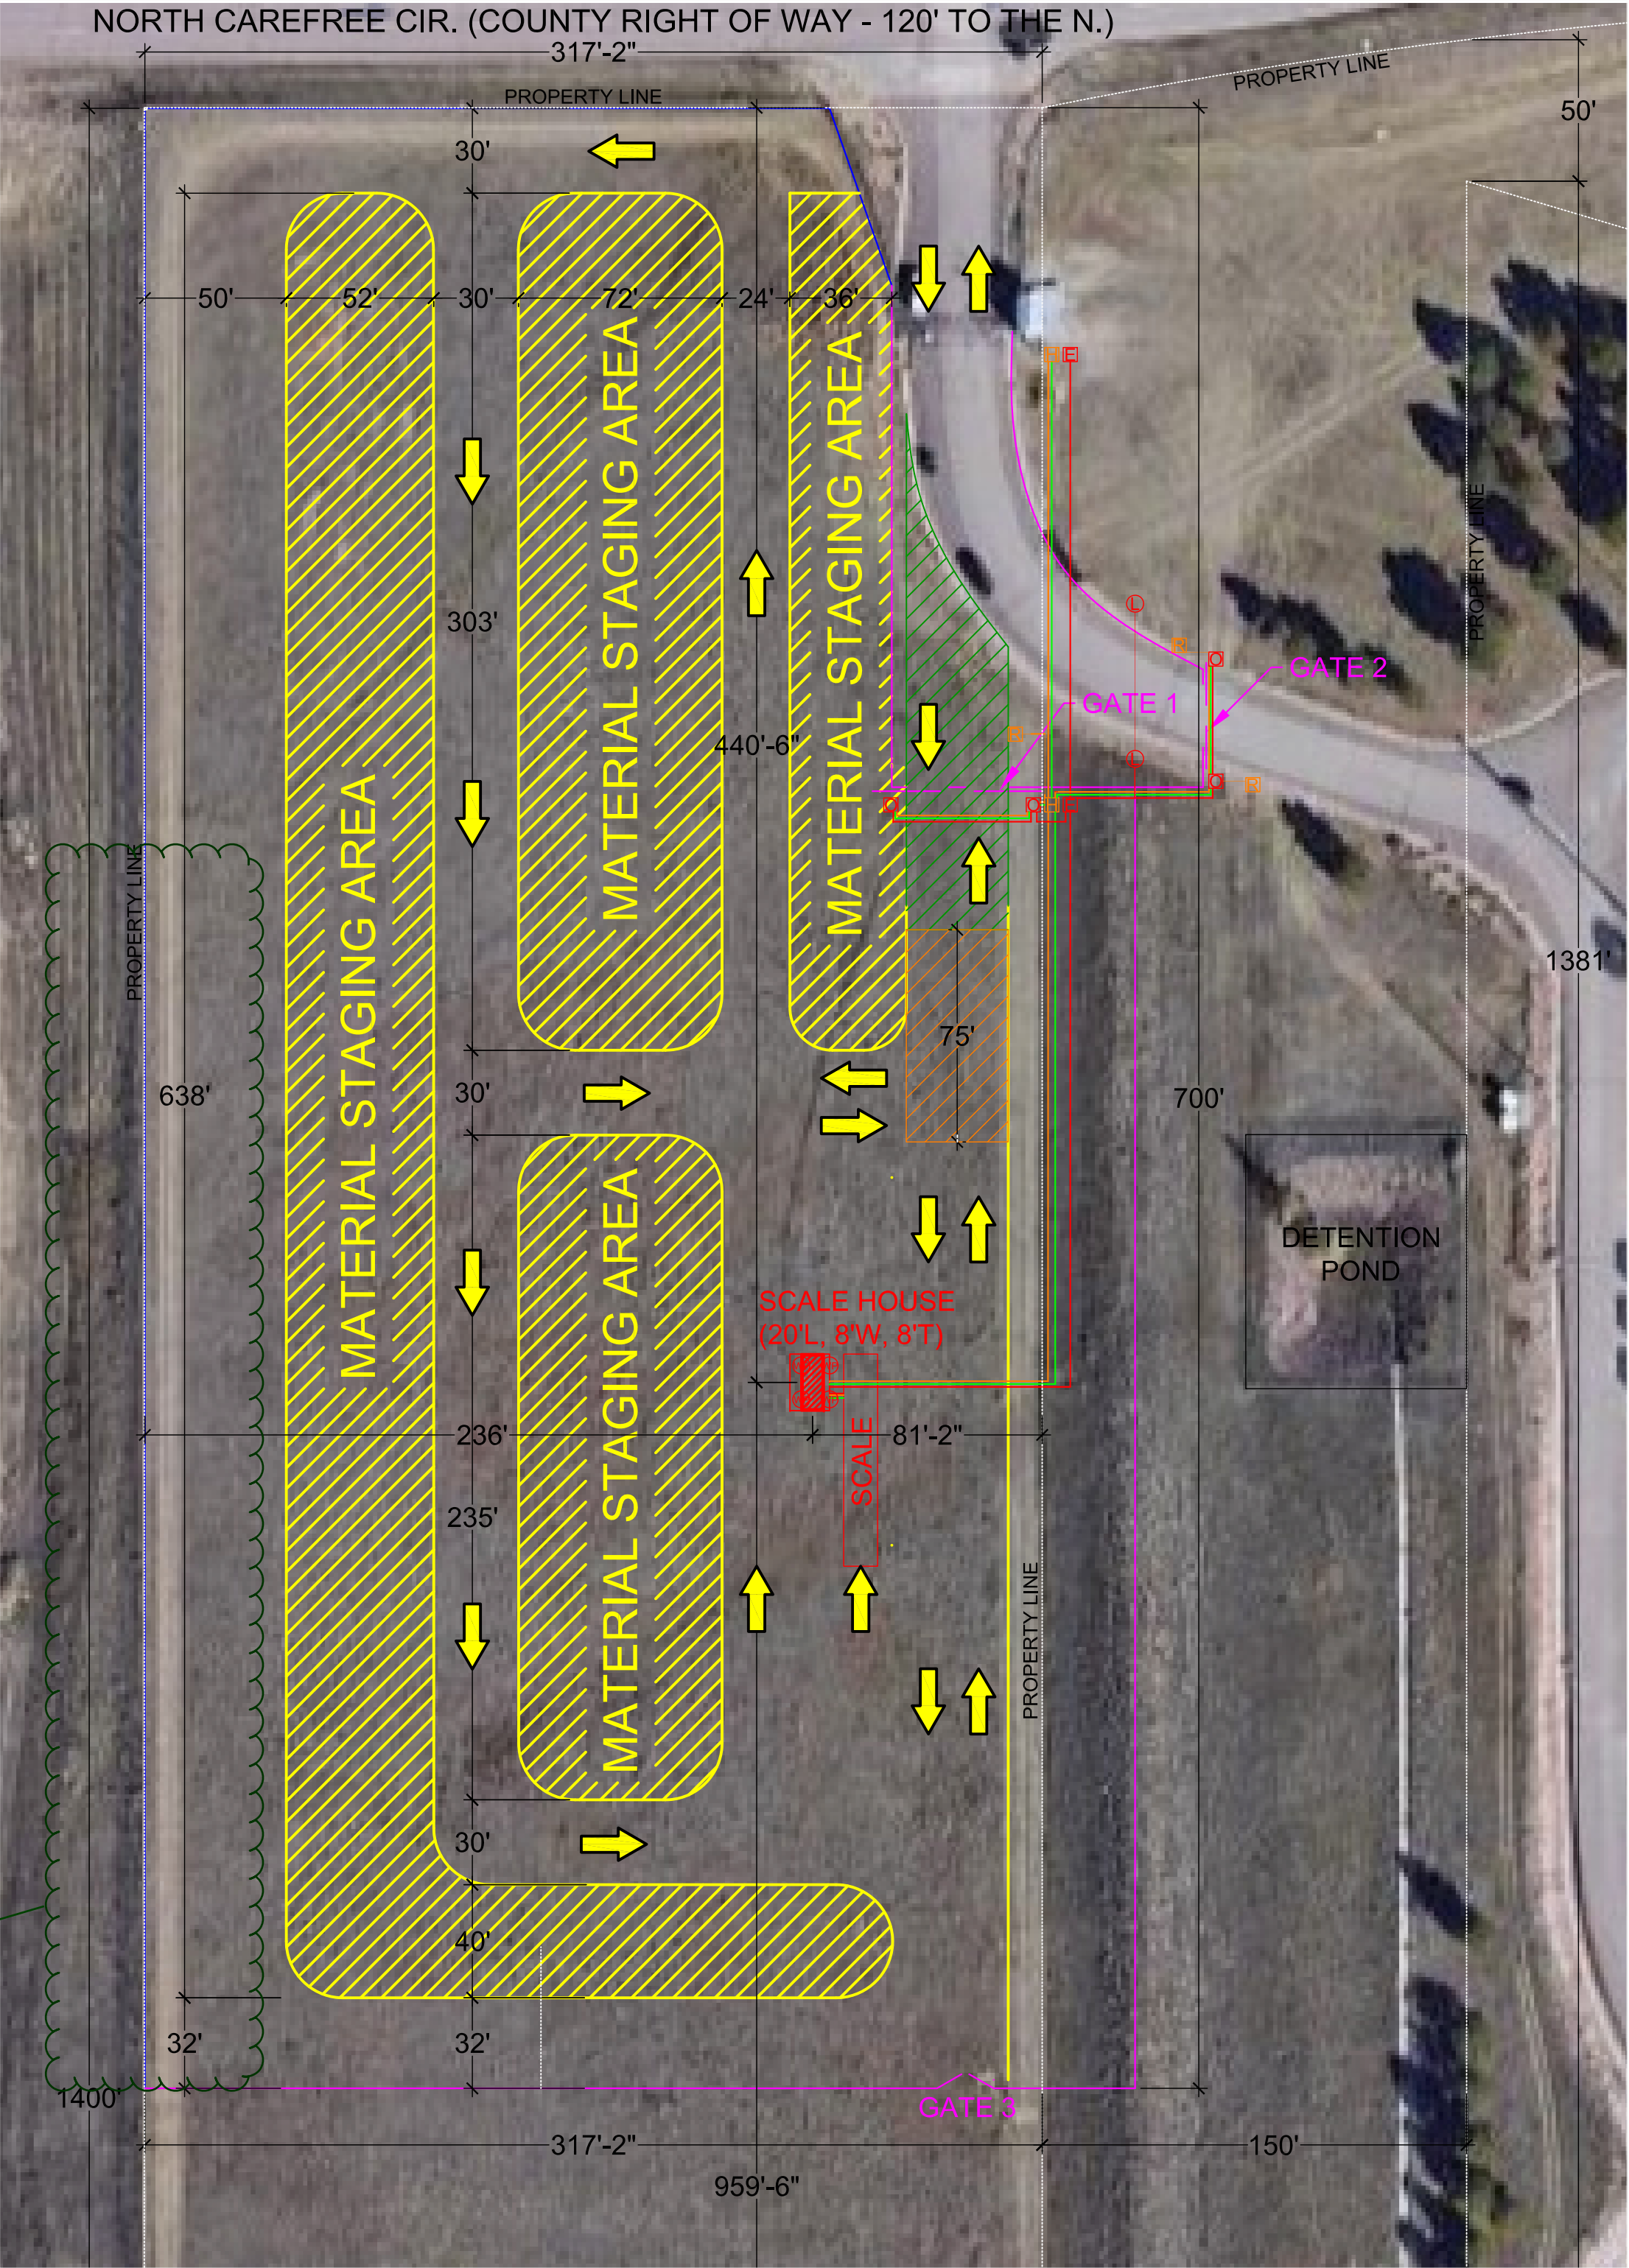 NORTH CAREFREE CIR. (COUNTY RIGHT OF WAY - 120' TO THE N.)
317'-2"
PROPERTY LINE
PROPERTY LINE
50'
30'
50'
52'
30'
72'
24'
36'
H
E
MATERIAL STAGING AREA
MATERIAL STAGING AREA
PROPERTY LINE
303'
L
R
O
GATE 2
GATE 1
R
440'-6"
L
O
R
O
O
H
E
MATERIAL STAGING AREA
PROPERTY LINE
1381'
75'
638'
30'
700'
DETENTION
POND
MATERIAL STAGING AREA
SCALE HOUSE
(20'L, 8'W, 8'T)
236'
81'-2"
SCALE
235'
PROPERTY LINE
30'
40'
32'
32'
1400'
GATE 3
317'-2"
150'
959'-6"